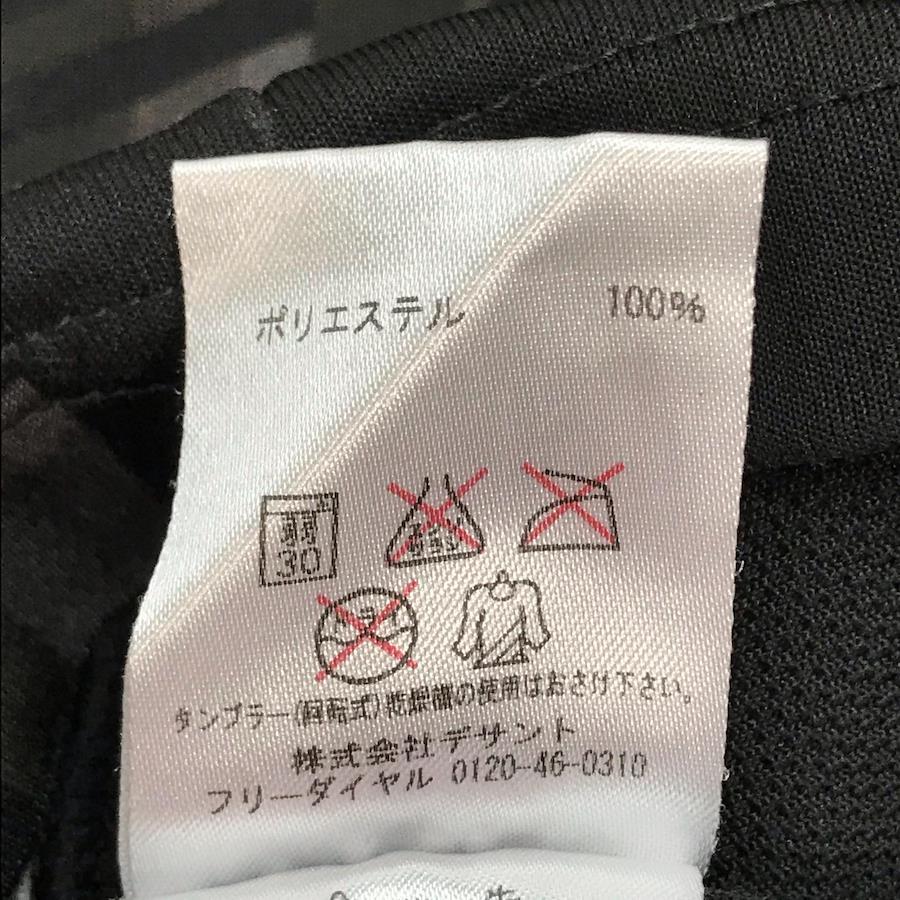 ポリエステル 100%
弱
30
タンブラー(回転式)乾燥機の使用はおさけ下さい。
株式会社デサント
フリーダイヤル 0120-46-0310